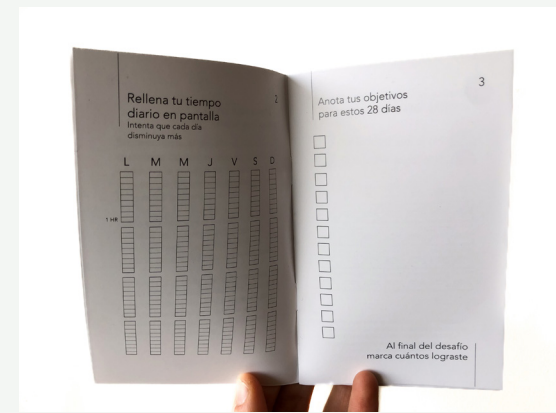 2
Rellena tu tiempo
diario en pantalla
Intenta que cada día
disminuya más
L M M J V S D
1 HR
3
Anota tus objetivos
para estos 28 días
Al final del desafío
marca cuántos lograste